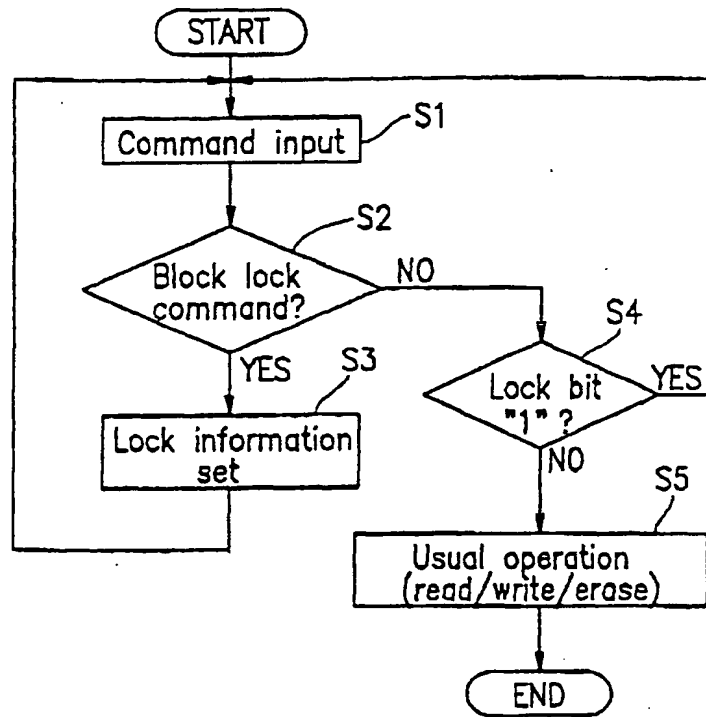 START
S1
Command input
S2
Block lock
command?
NO
YES
S3
Lock information
set
S4
Lock bit
"1" ?
YES
NO
S5
Usual operation
(read/write/erase)
END